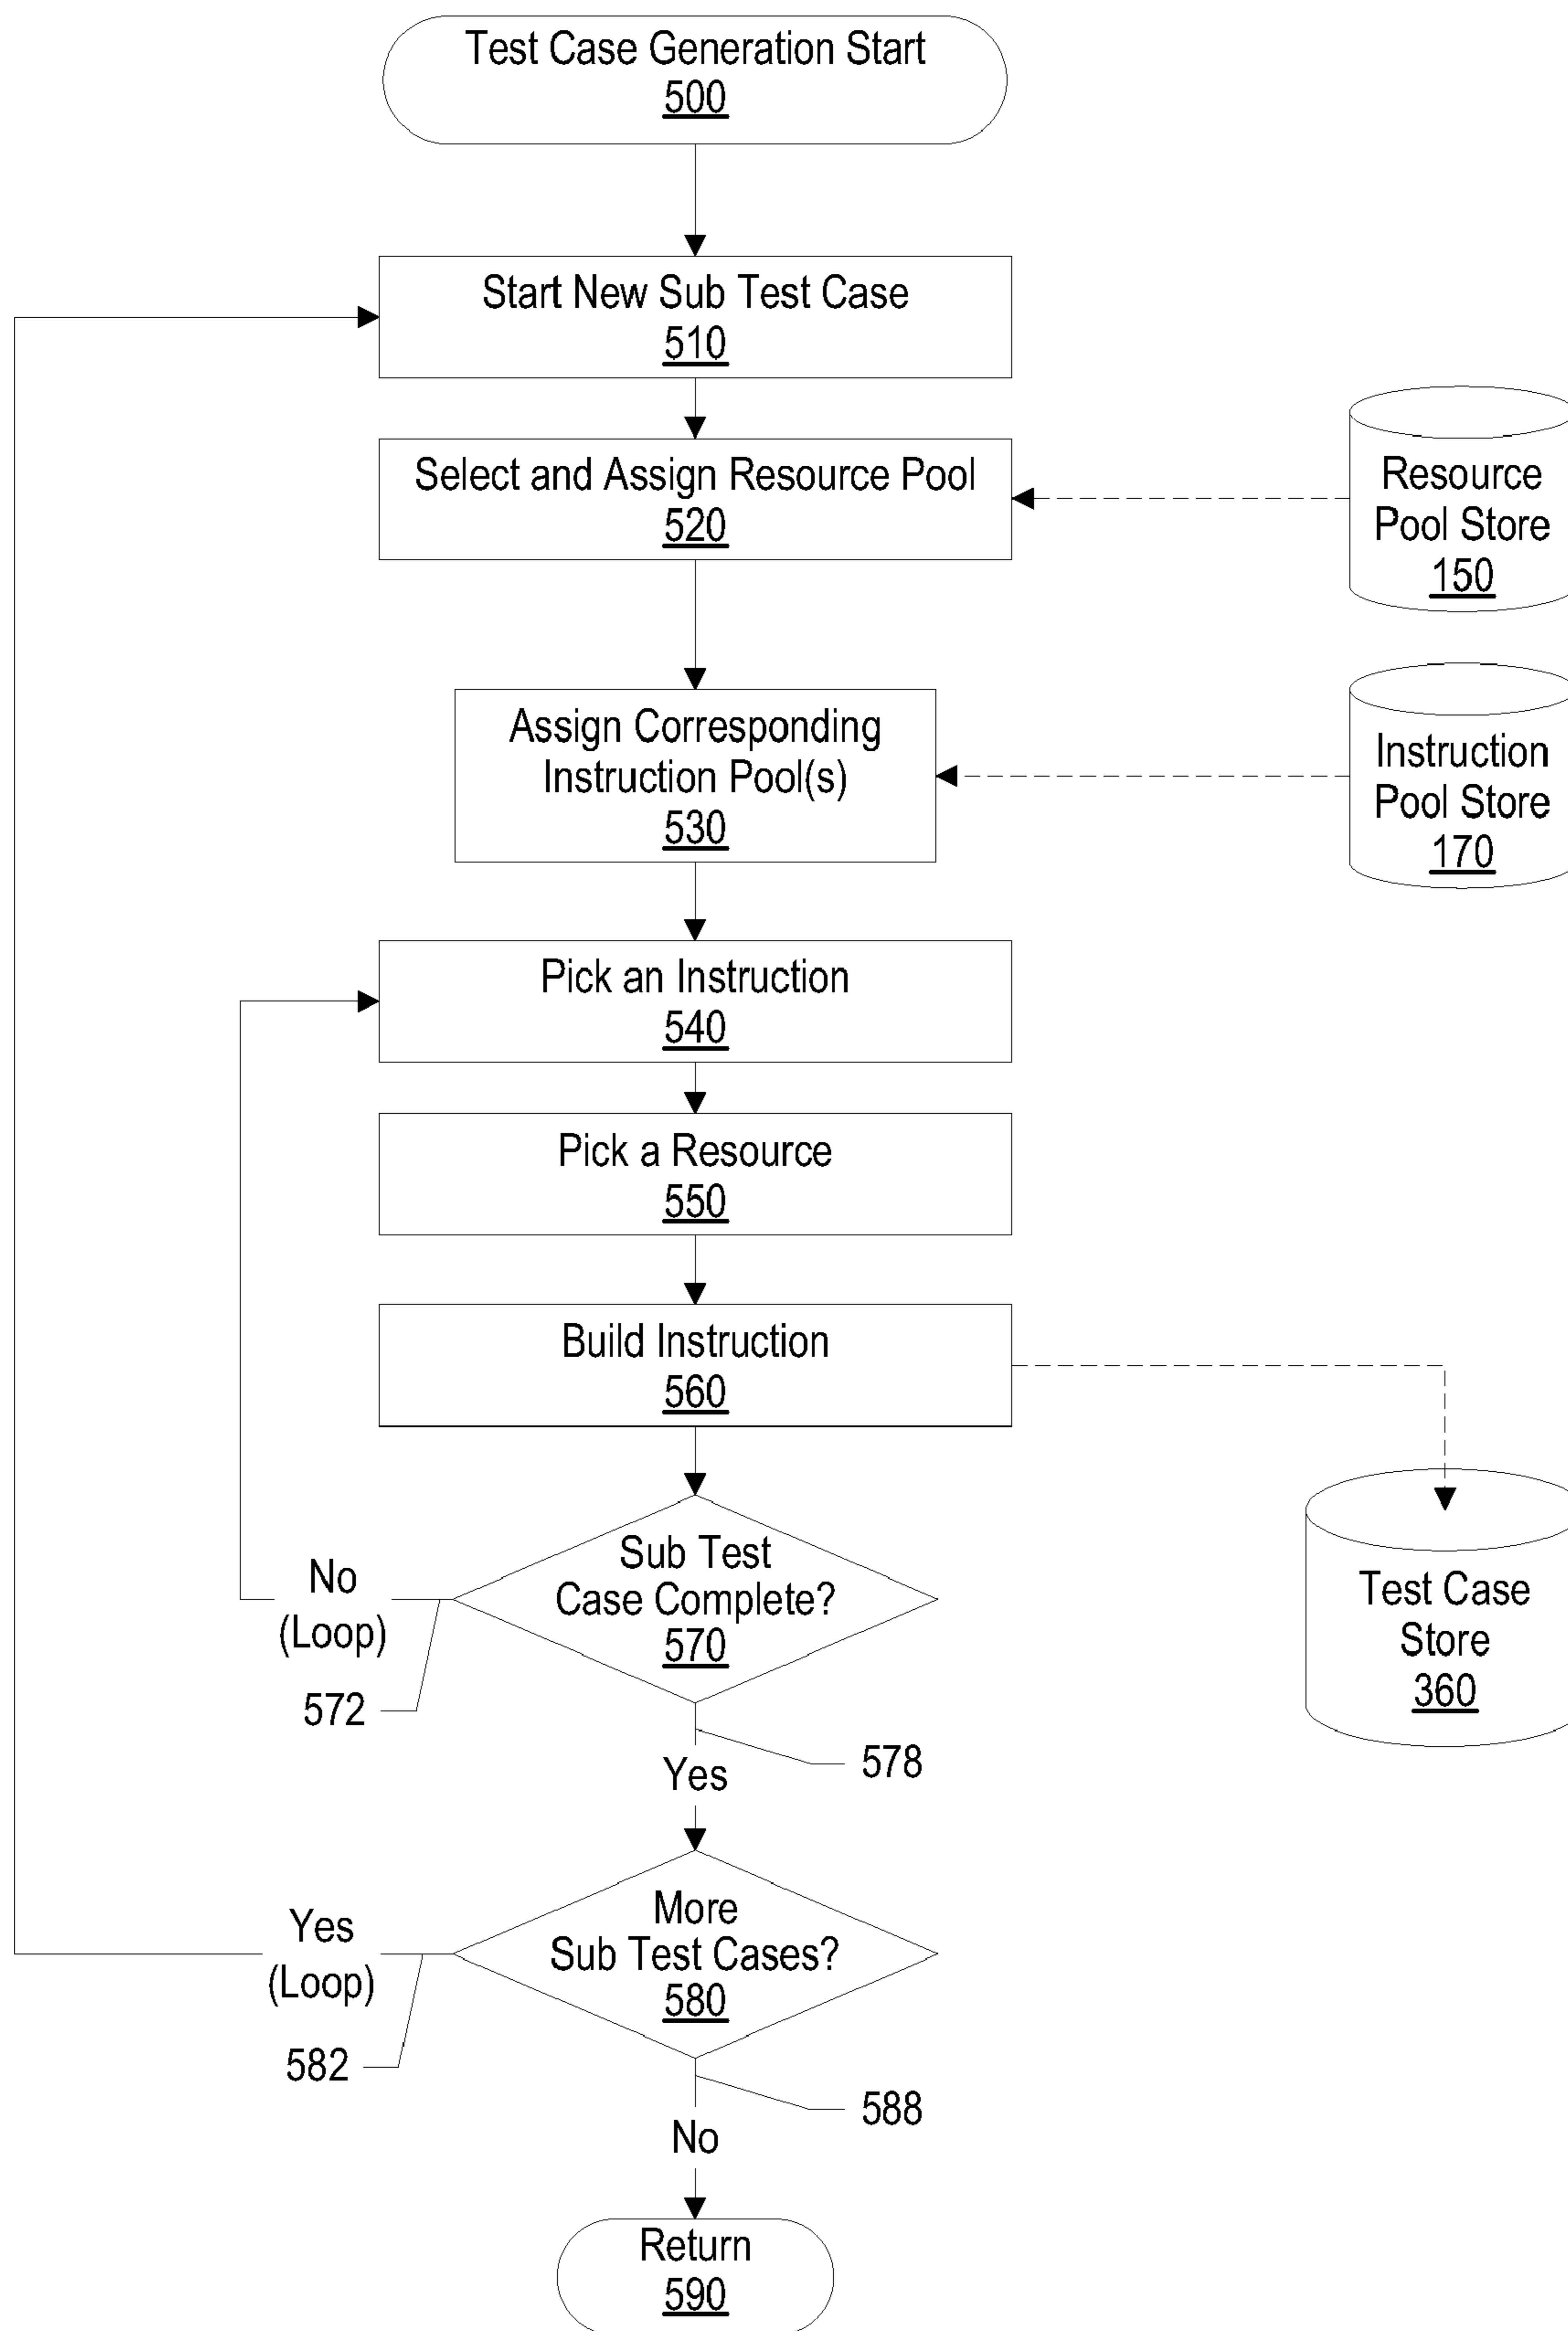 Test Case Generation Start
500
Start New Sub Test Case
510
Select and Assign Resource Pool
520
Resource
Pool Store
150
Assign Corresponding
Instruction Pool(s)
530
Instruction
Pool Store
170
Pick an Instruction
540
Pick a Resource
550
Build Instruction
560
Sub Test
Case Complete?
570
No
(Loop)
572
Test Case
Store
360
578
Yes
More
Sub Test Cases?
580
Yes
(Loop)
582
588
No
Return
590